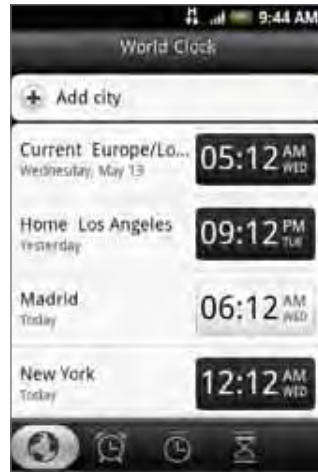 9:44 AM
World Clock
Add city
Current Europe/Lo...
Wednesday, May 13
05:12 AM WED
Home Los Angeles
Yesterday
09:12 PM TUE
Madrid
Today
06:12 AM WED
New York
Today
12:12 AM WED